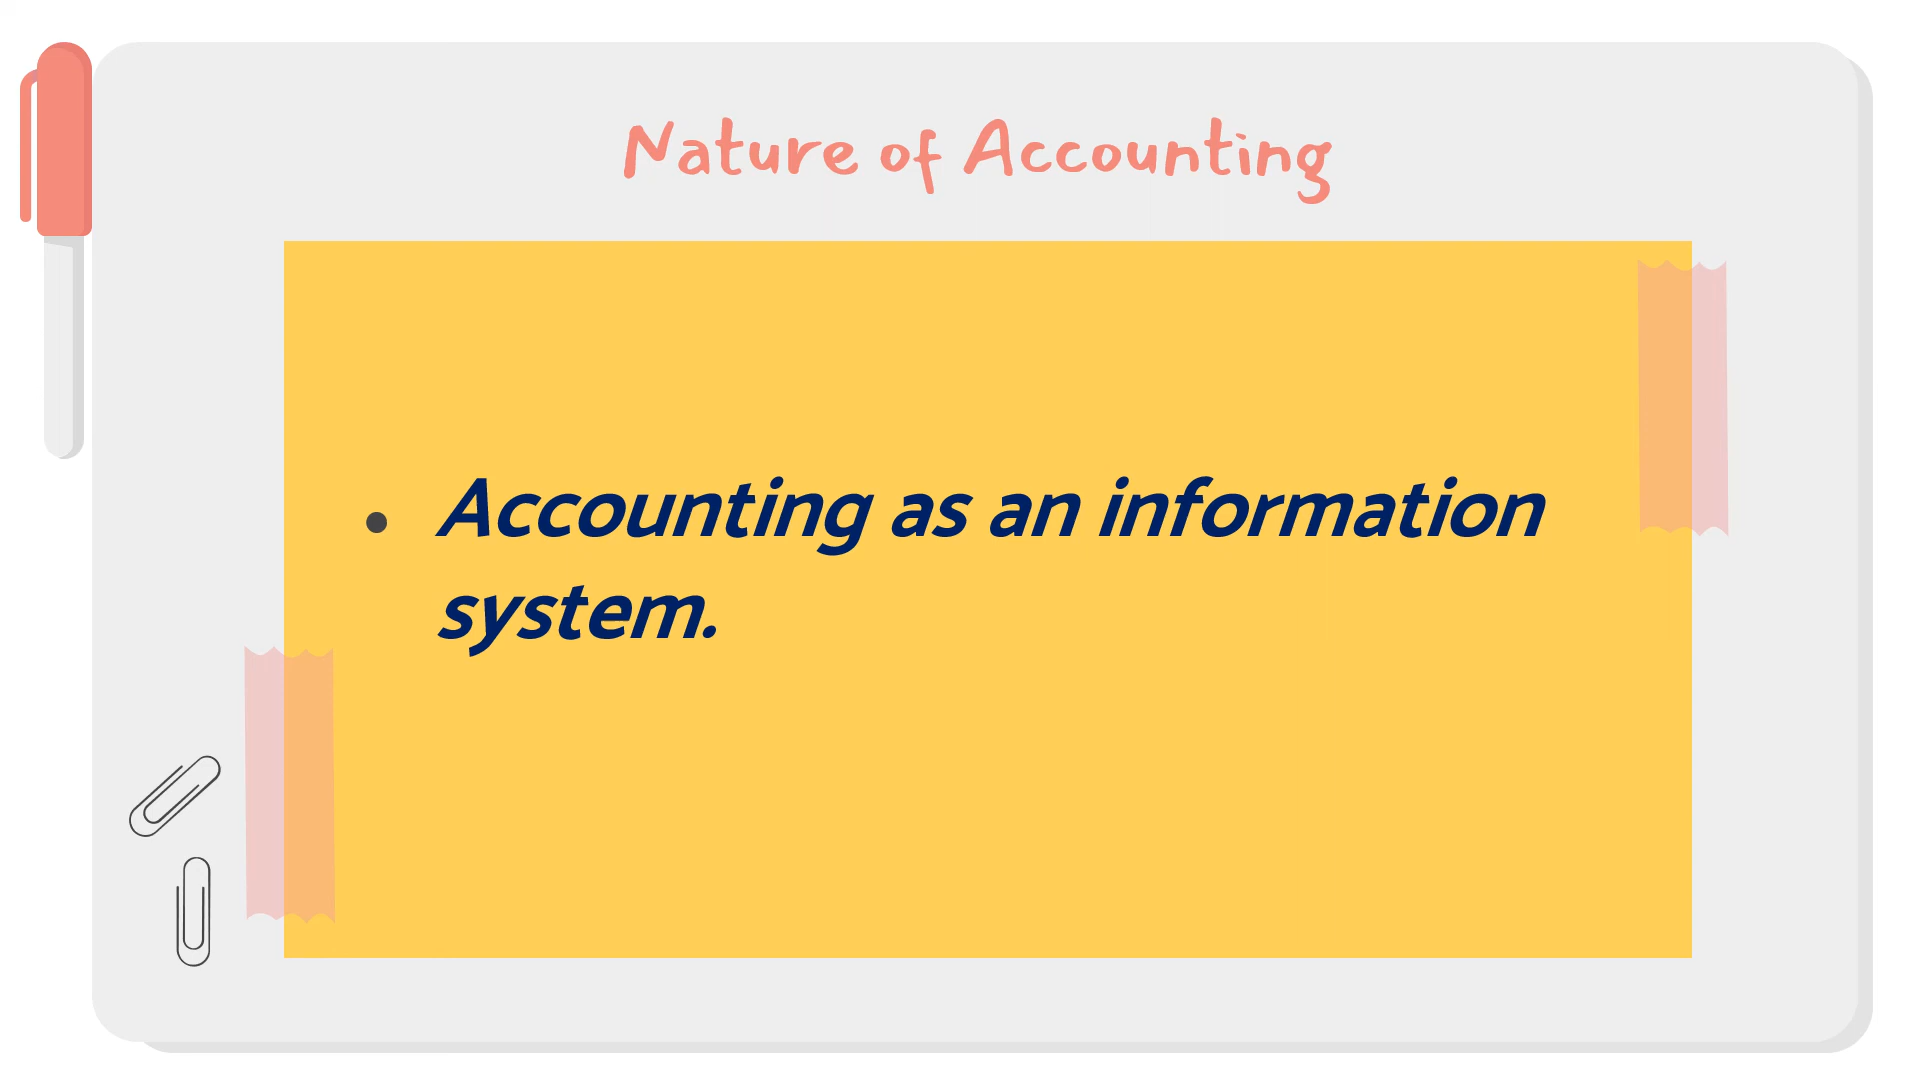 Nature of Accounting
• Accounting as an information
system.